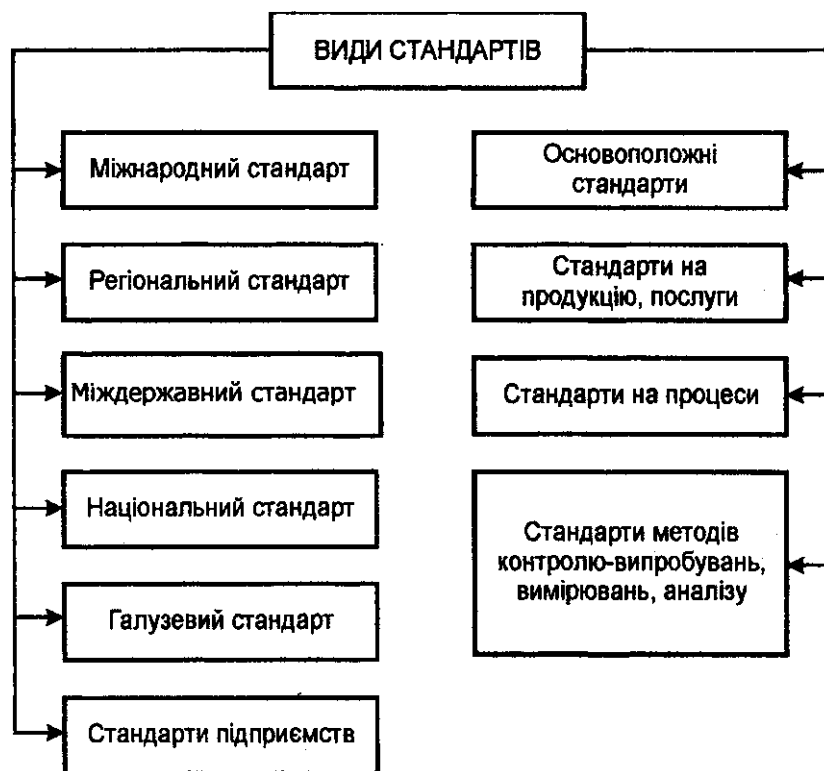 ВИДИ СТАНДАРТІВ
Міжнародний стандарт
Регіональний стандарт
Міждержавний стандарт
Національний стандарт
Галузевий стандарт
Стандарти підприємств
Основоположні
стандарти
Стандарти на
продукцію, послуги
Стандарти на процеси
Стандарти методів
контролю-випробувань,
вимірювань, аналізу